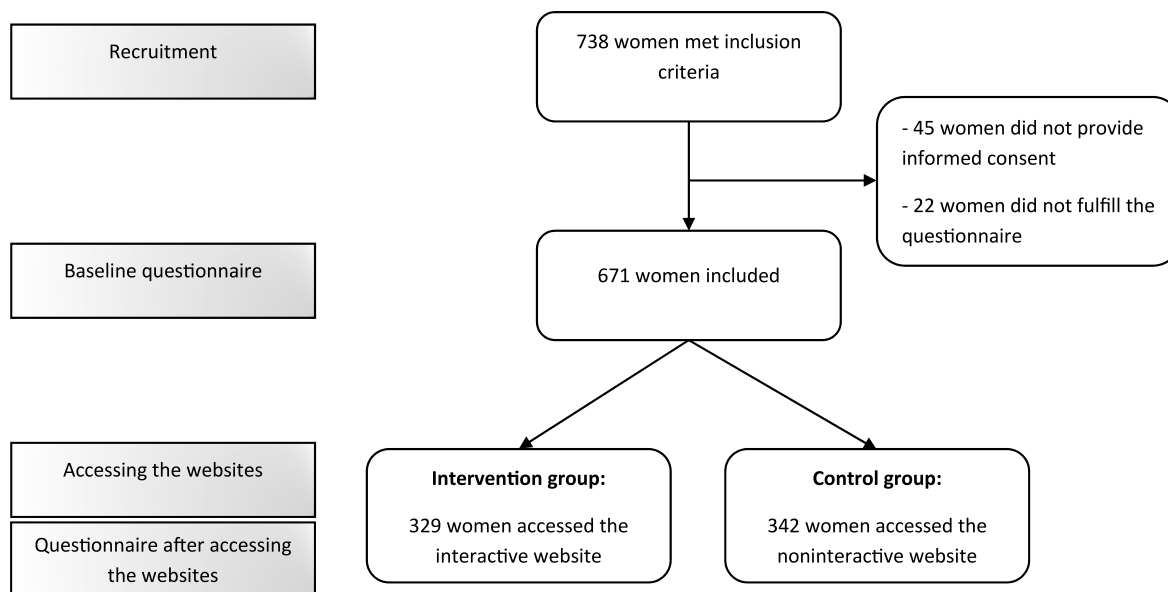 Recruitment
738 women met inclusion
criteria
- 45 women did not provide
informed consent
- 22 women did not fulfill the
questionnaire
Baseline questionnaire
671 women included
Accessing the websites
Questionnaire after accessing
the websites
Intervention group:
329 women accessed the
interactive website
Control group:
342 women accessed the
noninteractive website